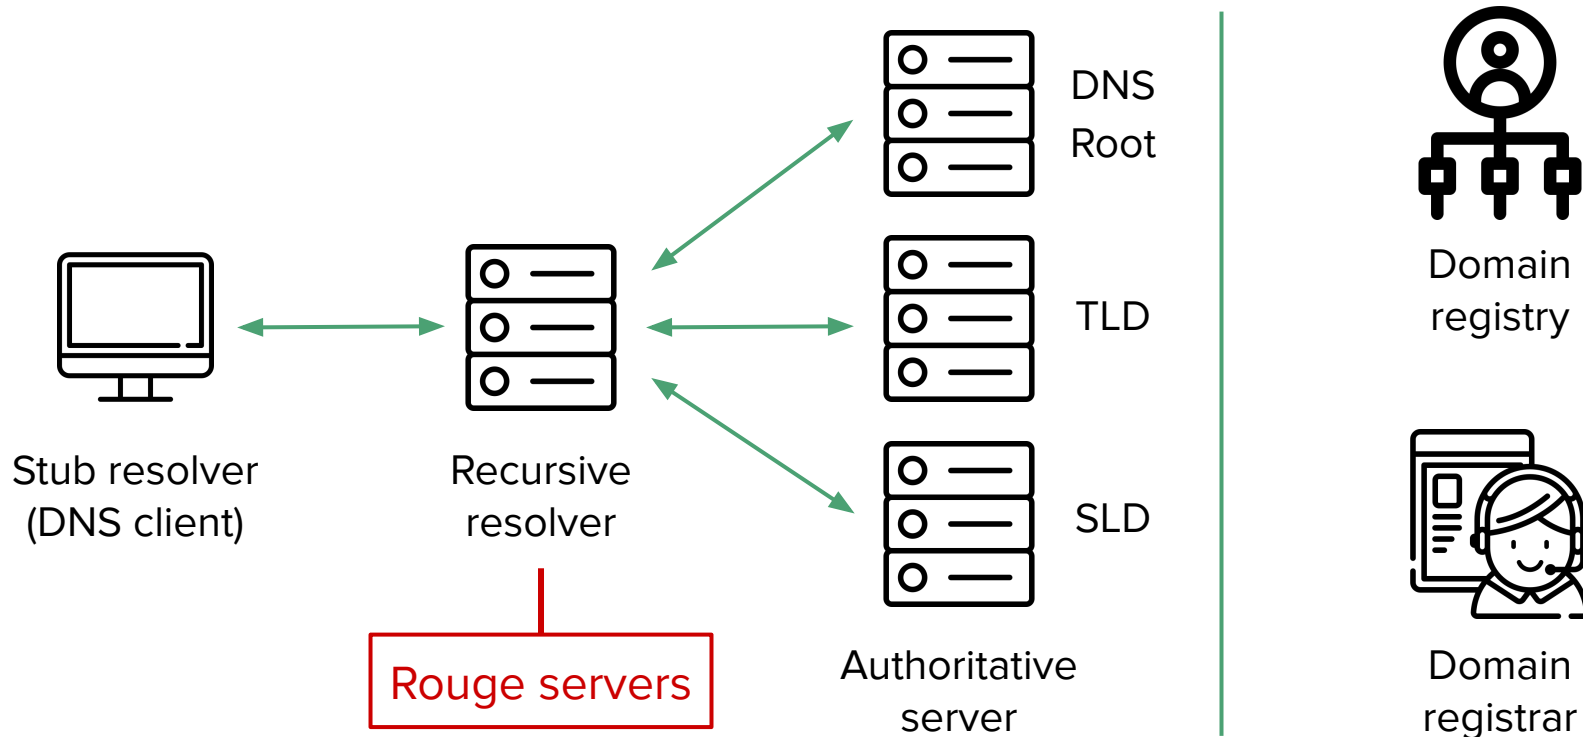 Stub resolver
(DNS client)
Recursive
resolver
Rouge servers
DNS
Root
TLD
SLD
Authoritative
server
Domain
registry
Domain
registrar